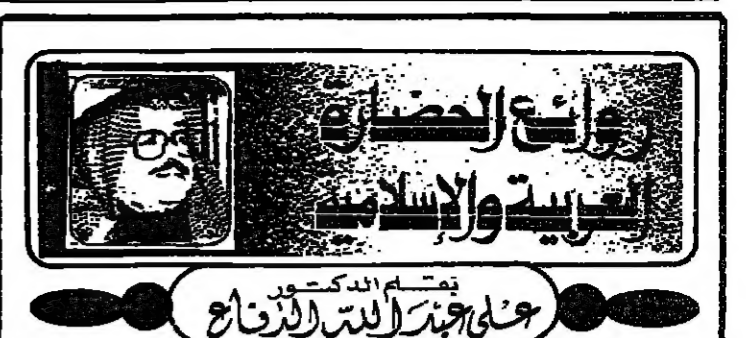 روائع الحضارة
العربية والإسلامية
بقلم الدكتور
علي عبد الله الدفاع